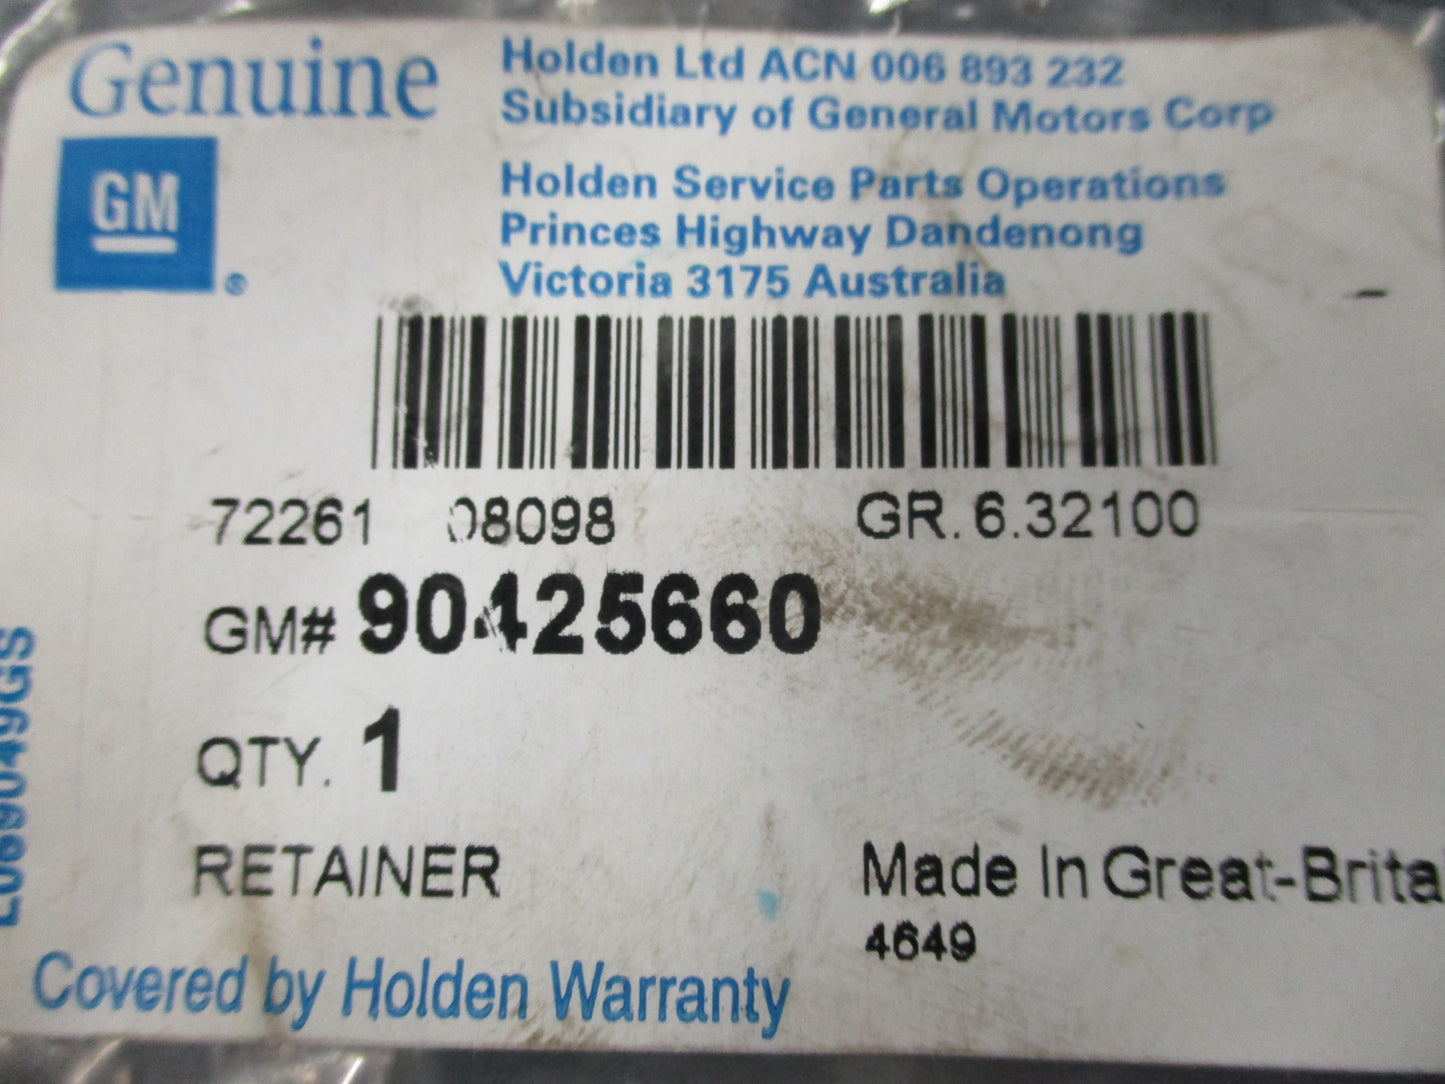 Genuine
GM
®
Holden Ltd ACN 006 893 232
Subsidiary of General Motors Corp
Holden Service Parts Operations
Princes Highway Dandenong
Victoria 3175 Australia
72261 08098 GR. 6.32100
GM# 90425660
QTY. 1
RETAINER
Made In Great-Brita
4649
Covered by Holden Warranty
L069049GS